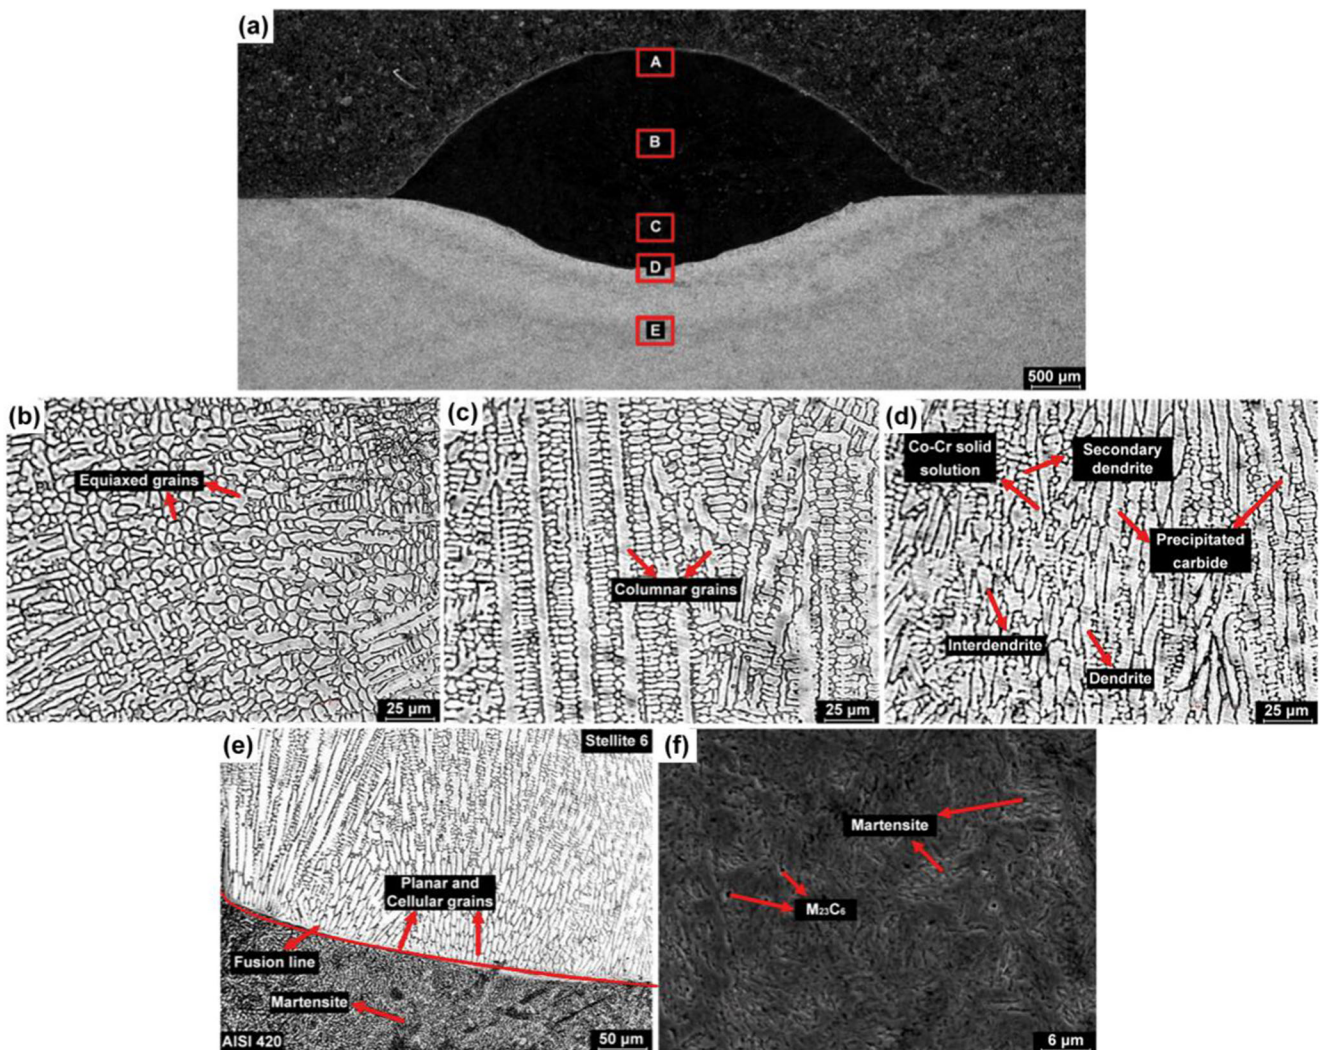 (a)
A
B
C
D
E
500 µm
(b)
Equiaxed grains
25 µm
(c)
Columnar grains
25 µm
(d)
Co-Cr solid
solution
Secondary
dendrite
Precipitated
carbide
Interdendrite
Dendrite
25 µm
(e)
Stellite 6
Planar and
Cellular grains
Fusion line
Martensite
AISI 420
50 µm
(f)
Martensite
M₂₃C₆
6 µm